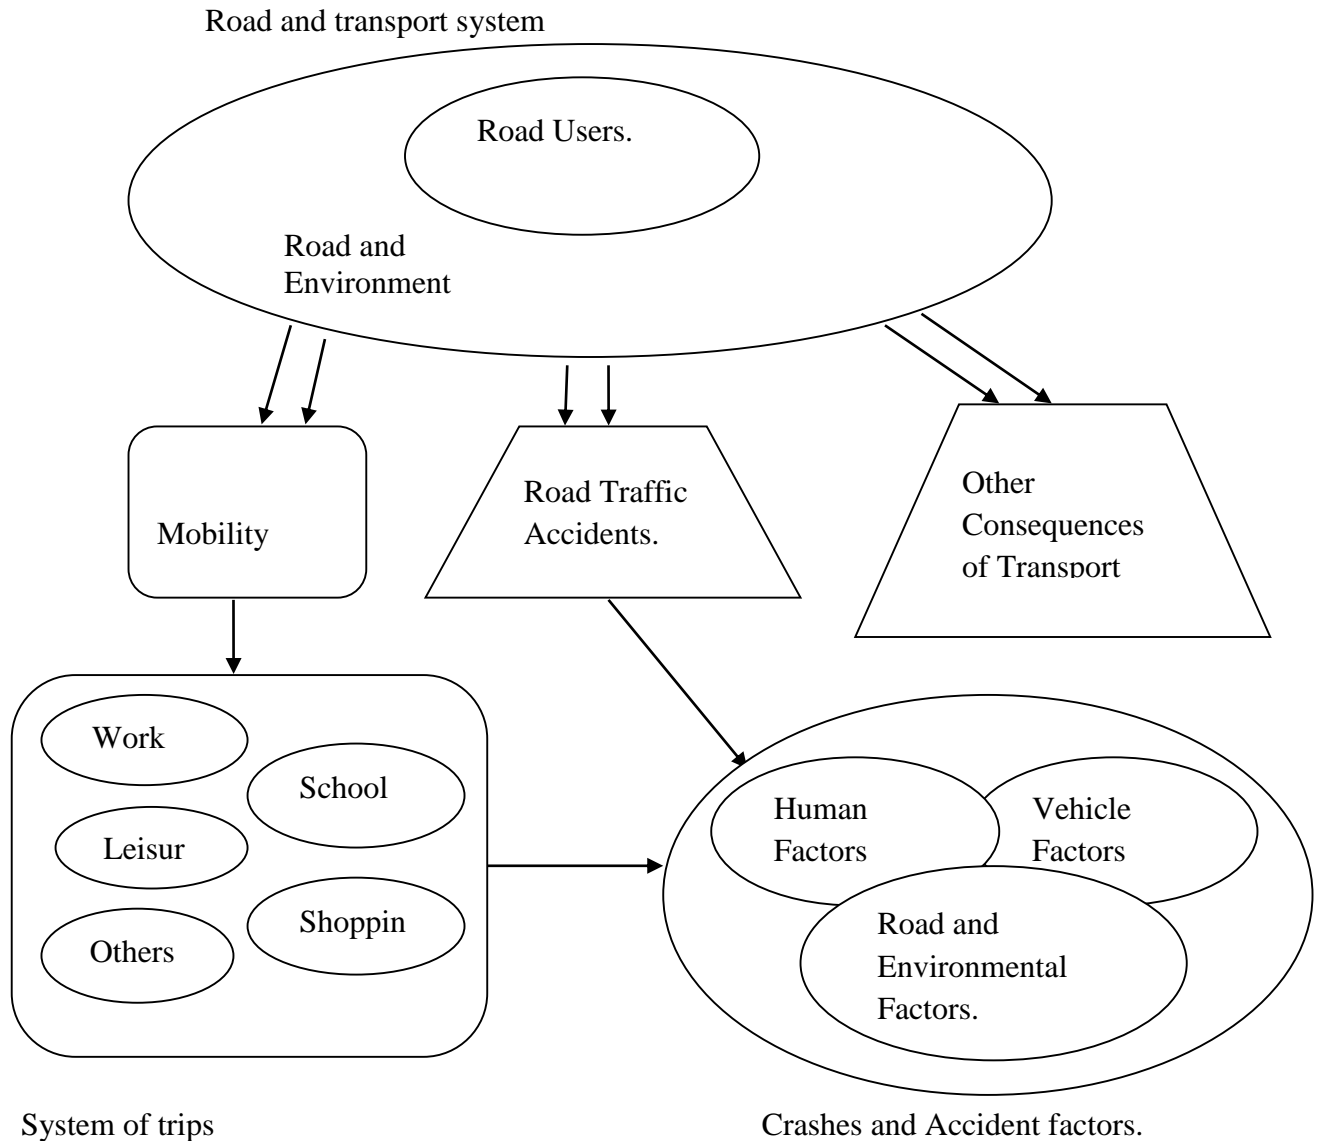 Road and transport system
Road Users.
Road and
Environment
Mobility
Road Traffic
Accidents.
Other
Consequences
of Transport
Work
School
Leisur
Shoppin
Others
Human
Factors
Vehicle
Factors
Road and
Environmental
Factors.
System of trips
Crashes and Accident factors.